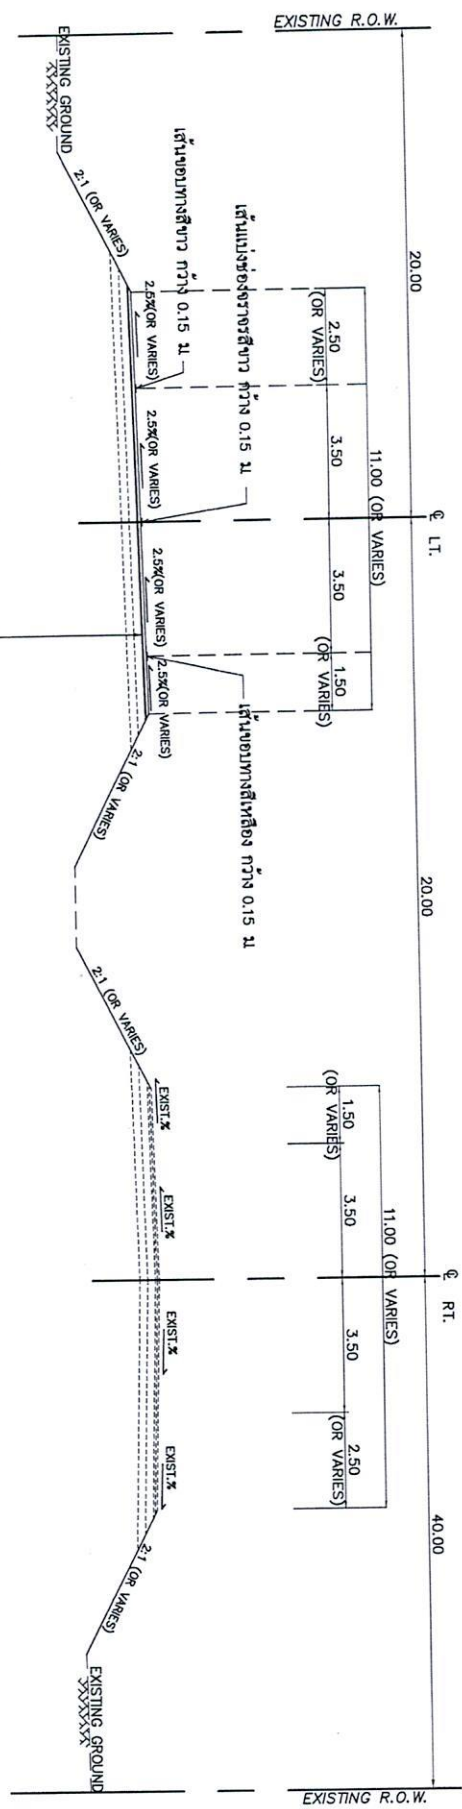 EXISTING R.O.W.
20.00
20.00
40.00
EXISTING R.O.W.
℄ LT.
℄ RT.
11.00 (OR VARIES)
2.50
(OR VARIES)
3.50
3.50
1.50
(OR VARIES)
11.00 (OR VARIES)
1.50
(OR VARIES)
3.50
3.50
2.50
(OR VARIES)
เส้นแบ่งช่องจราจรสีขาว กว้าง 0.15 ม
เส้นขอบทางสีเหลือง กว้าง 0.15 ม
เส้นขอบทางสีขาว กว้าง 0.15 ม
2.5%(OR VARIES)
2.5%(OR VARIES)
2.5%(OR VARIES)
2.5%(OR VARIES)
EXIST.%
EXIST.%
EXIST.%
EXIST.%
2:1 (OR VARIES)
2:1 (OR VARIES)
2:1 (OR VARIES)
2:1 (OR VARIES)
EXISTING GROUND
EXISTING GROUND